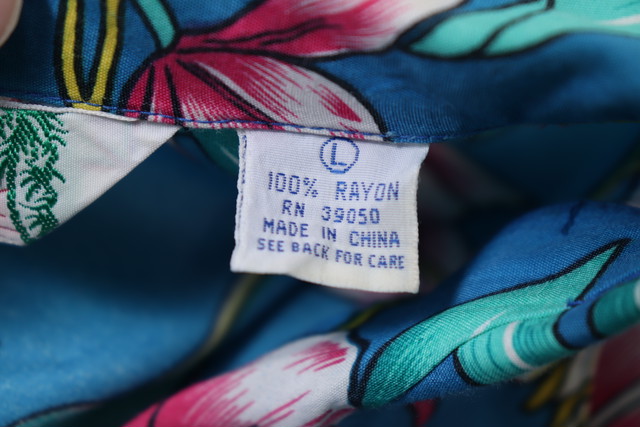 L
100% RAYON
RN 39050
MADE IN CHINA
SEE BACK FOR CARE